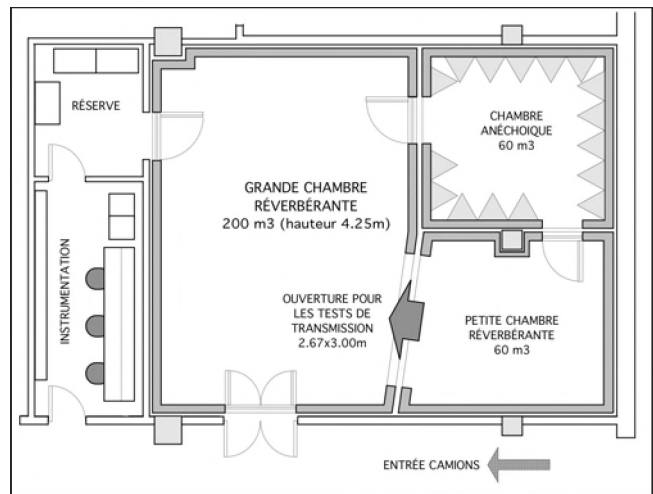 RÉSERVE
INSTRUMENTATION
GRANDE CHAMBRE
RÉVERBÉRANTE
200 m3 (hauteur 4.25m)
OUVERTURE POUR
LES TESTS DE
TRANSMISSION
2.67x3.00m
CHAMBRE
ANÉCHOIQUE
60 m3
PETITE CHAMBRE
RÉVERBÉRANTE
60 m3
ENTRÉE CAMIONS